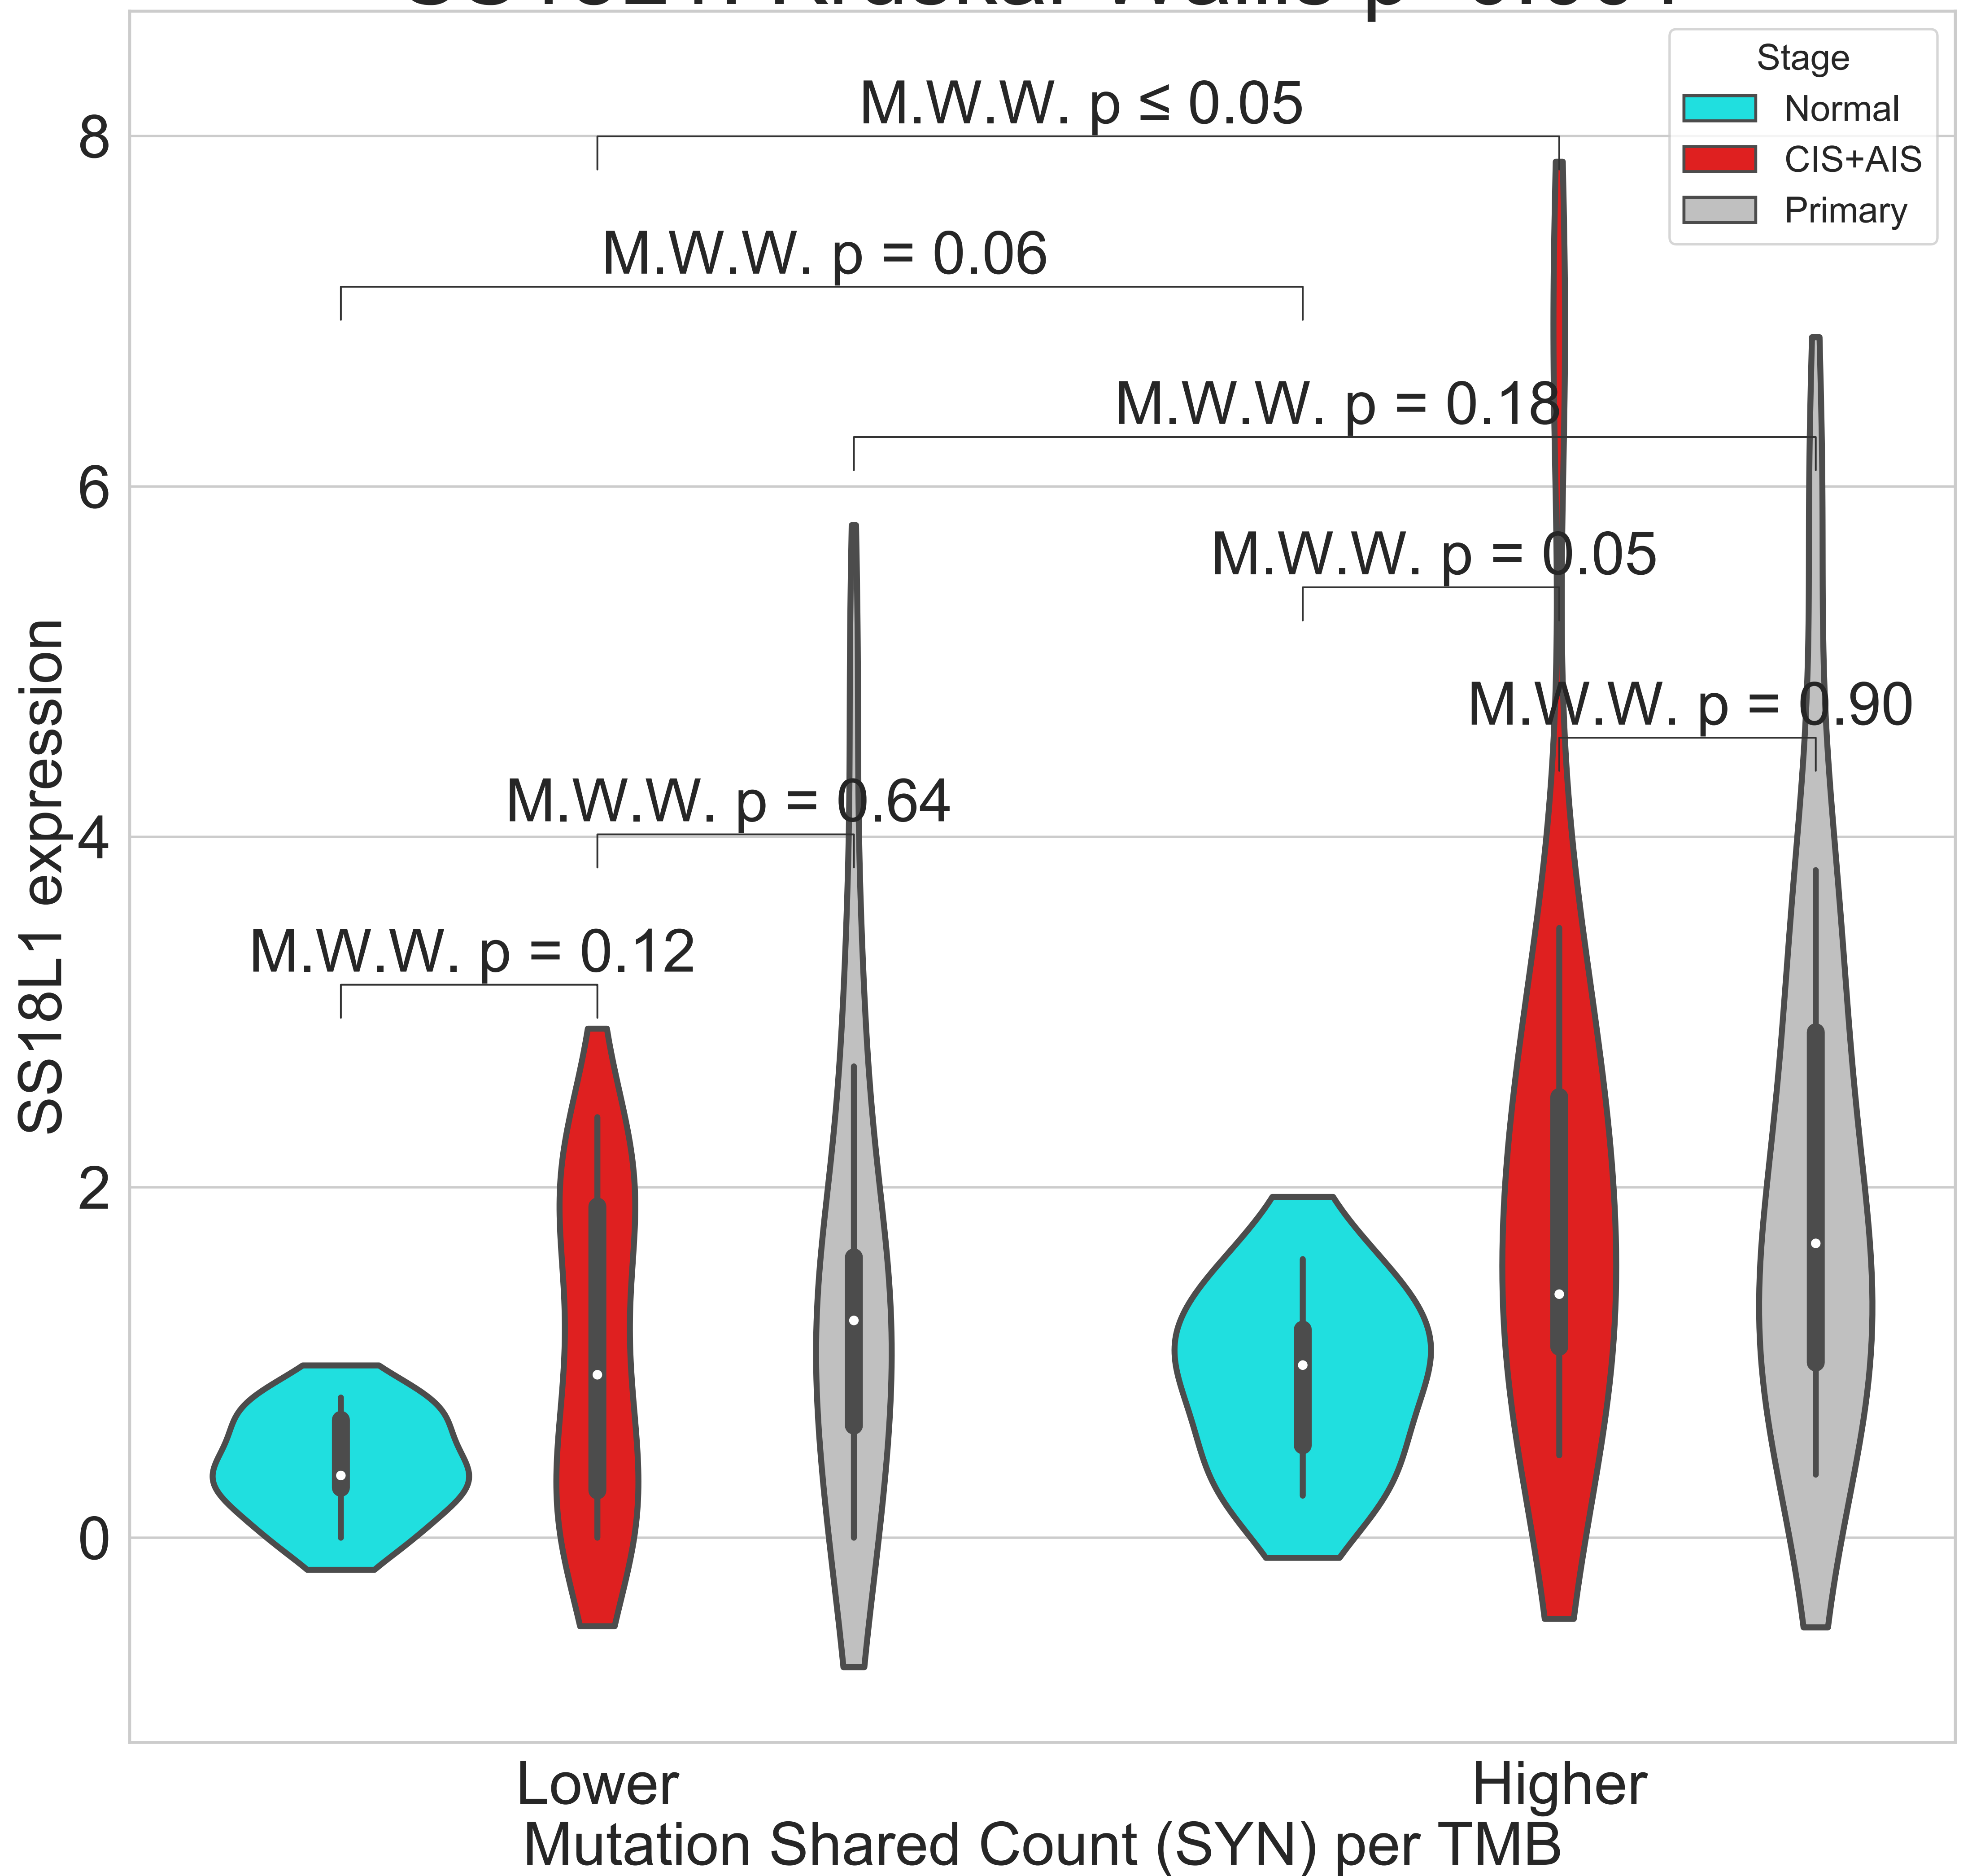 Stage
Normal
CIS+AIS
Primary
M.W.W. p ≤ 0.05
M.W.W. p = 0.06
M.W.W. p = 0.18
M.W.W. p = 0.05
M.W.W. p = 0.90
M.W.W. p = 0.64
M.W.W. p = 0.12
8
6
4
2
0
SS18L1 expression
Lower
Higher
Mutation Shared Count (SYN) per TMB